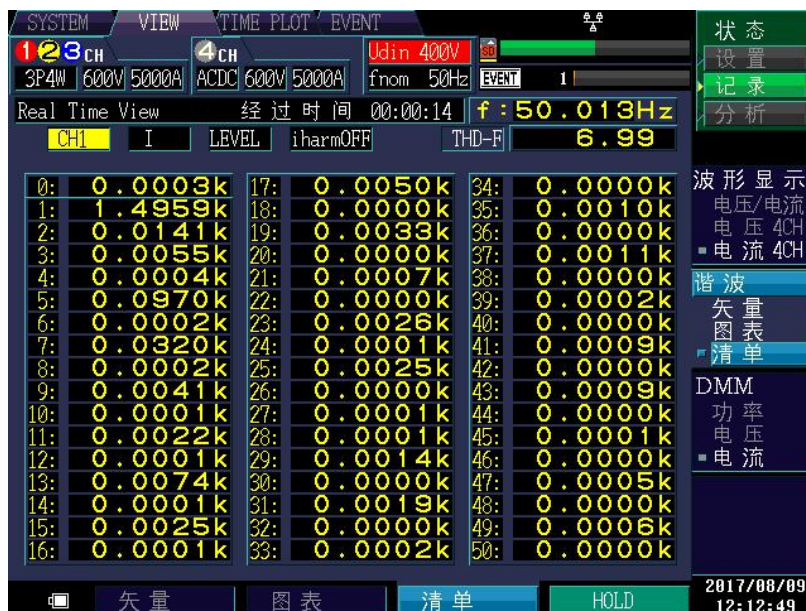 SYSTEM VIEW TIME PLOT EVENT
1 2 3 CH 4 CH Udin 400V SD
3P4W 600V 5000A ACDC 600V 5000A fnom 50Hz EVENT 1
Real Time View 经过时间 00:00:14 f:50.013Hz
CH1 I LEVEL iharmOFF THD-F 6.99
0: 0.0003k 17: 0.0050k 34: 0.0000k
1: 1.4959k 18: 0.0000k 35: 0.0010k
2: 0.0141k 19: 0.0033k 36: 0.0000k
3: 0.0055k 20: 0.0000k 37: 0.0011k
4: 0.0004k 21: 0.0007k 38: 0.0000k
5: 0.0970k 22: 0.0000k 39: 0.0002k
6: 0.0002k 23: 0.0026k 40: 0.0000k
7: 0.0320k 24: 0.0001k 41: 0.0009k
8: 0.0002k 25: 0.0025k 42: 0.0000k
9: 0.0041k 26: 0.0000k 43: 0.0009k
10: 0.0001k 27: 0.0001k 44: 0.0000k
11: 0.0022k 28: 0.0001k 45: 0.0001k
12: 0.0001k 29: 0.0014k 46: 0.0000k
13: 0.0074k 30: 0.0000k 47: 0.0005k
14: 0.0001k 31: 0.0019k 48: 0.0000k
15: 0.0025k 32: 0.0000k 49: 0.0006k
16: 0.0001k 33: 0.0002k 50: 0.0000k
状态
设置
记录
分析
波形显示
电压/电流
电压 4CH
电流 4CH
谐波
矢量
图表
清单
DMM
功率
电压
电流
矢量 图表 清单 HOLD
2017/08/09
12:12:49